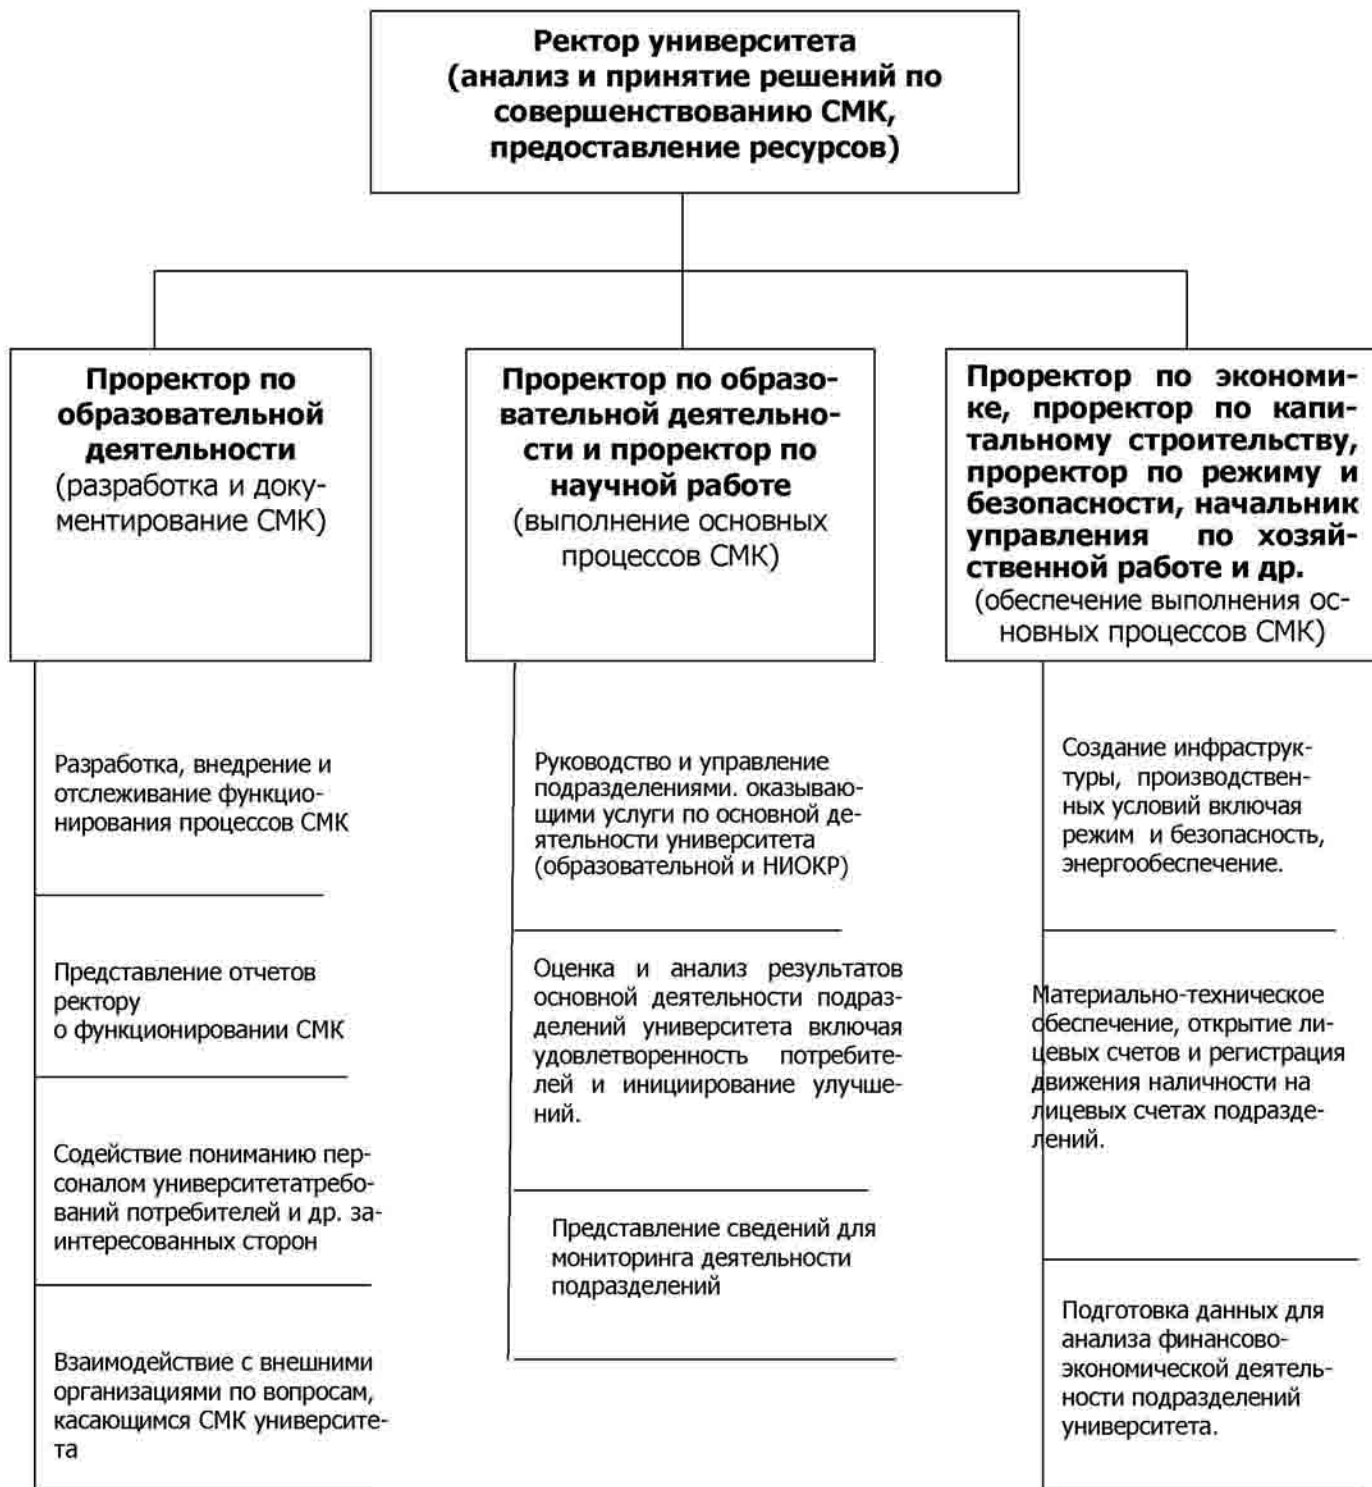 Ректор университета
(анализ и принятие решений по
совершенствованию СМК,
предоставление ресурсов)
Проректор по
образовательной
деятельности
(разработка и доку-
ментирование СМК)
Проректор по образо-
вательной деятельно-
сти и проректор по
научной работе
(выполнение основных
процессов СМК)
Проректор по экономи-
ке, проректор по капи-
тальному строительству,
проректор по режиму и
безопасности, начальник
управления по хозяй-
ственной работе и др.
(обеспечение выполнения ос-
новных процессов СМК)
Разработка, внедрение и
отслеживание функцио-
нирования процессов СМК
Представление отчетов
ректору
о функционировании СМК
Содействие пониманию пер-
соналом университетатребо-
ваний потребителей и др. за-
интересованных сторон
Взаимодействие с внешними
организациями по вопросам,
касающимся СМК университе-
та
Руководство и управление
подразделениями. оказываю-
щими услуги по основной де-
ятельности университета
(образовательной и НИОКР)
Оценка и анализ результатов
основной деятельности подраз-
делений университета включая
удовлетворенность потребите-
лей и инициирование улучше-
ний.
Представление сведений для
мониторинга деятельности
подразделений
Создание инфраструк-
туры, производствен-
ных условий включая
режим и безопасность,
энергообеспечение.
Материально-техническое
обеспечение, открытие ли-
цевых счетов и регистрация
движения наличности на
лицевых счетах подразде-
лений.
Подготовка данных для
анализа финансово-
экономической деятель-
ности подразделений
университета.